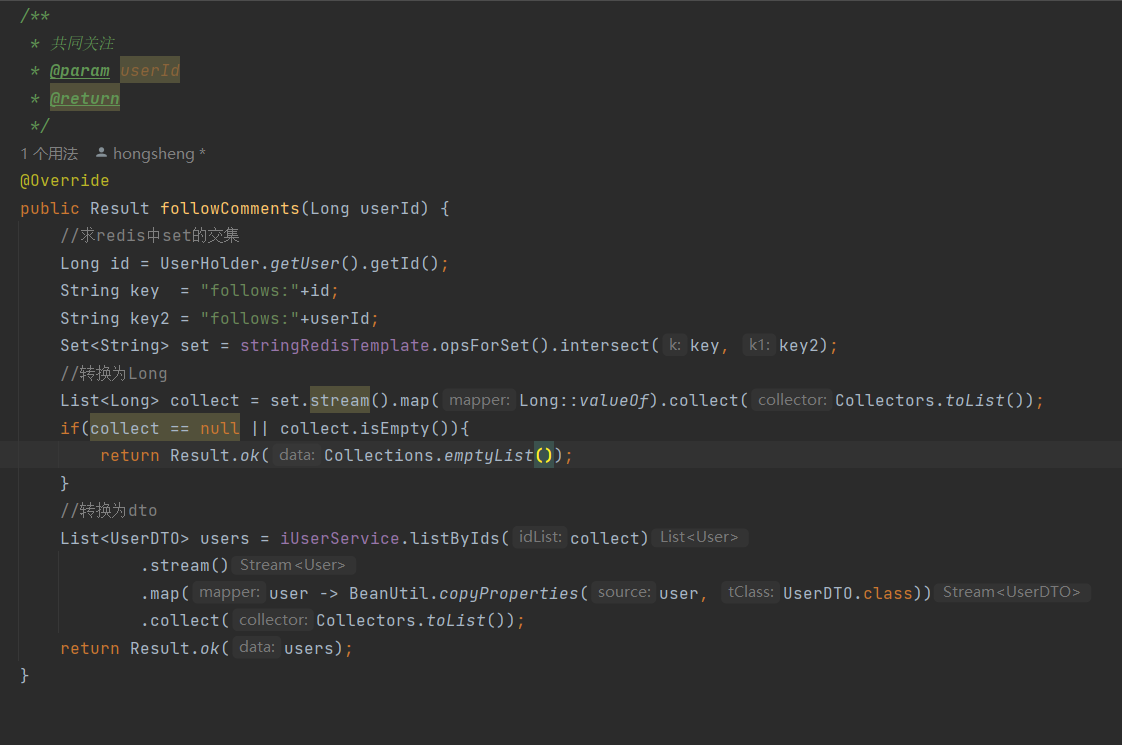 /**
 * 共同关注
 * @param userId
 * @return
 */
1 个用法 hongsheng *
@Override
public Result followComments(Long userId) {
    //求redis中set的交集
    Long id = UserHolder.getUser().getId();
    String key  = "follows:"+id;
    String key2 = "follows:"+userId;
    Set<String> set = stringRedisTemplate.opsForSet().intersect( k: key, k1: key2);
    //转换为Long
    List<Long> collect = set.stream().map( mapper: Long::valueOf).collect( collector: Collectors.toList());
    if(collect == null || collect.isEmpty()){
        return Result.ok( data: Collections.emptyList());
    }
    //转换为dto
    List<UserDTO> users = iUserService.listByIds( idList: collect) List<User>
            .stream() Stream<User>
            .map( mapper: user -> BeanUtil.copyProperties( source: user, tClass: UserDTO.class)) Stream<UserDTO>
            .collect( collector: Collectors.toList());
    return Result.ok( data: users);
}